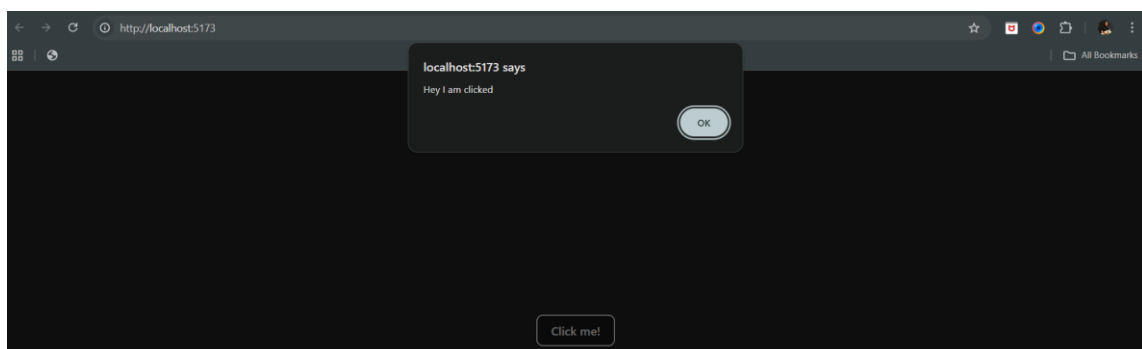 http://localhost:5173
All Bookmarks
localhost:5173 says
Hey I am clicked
OK
Click me!